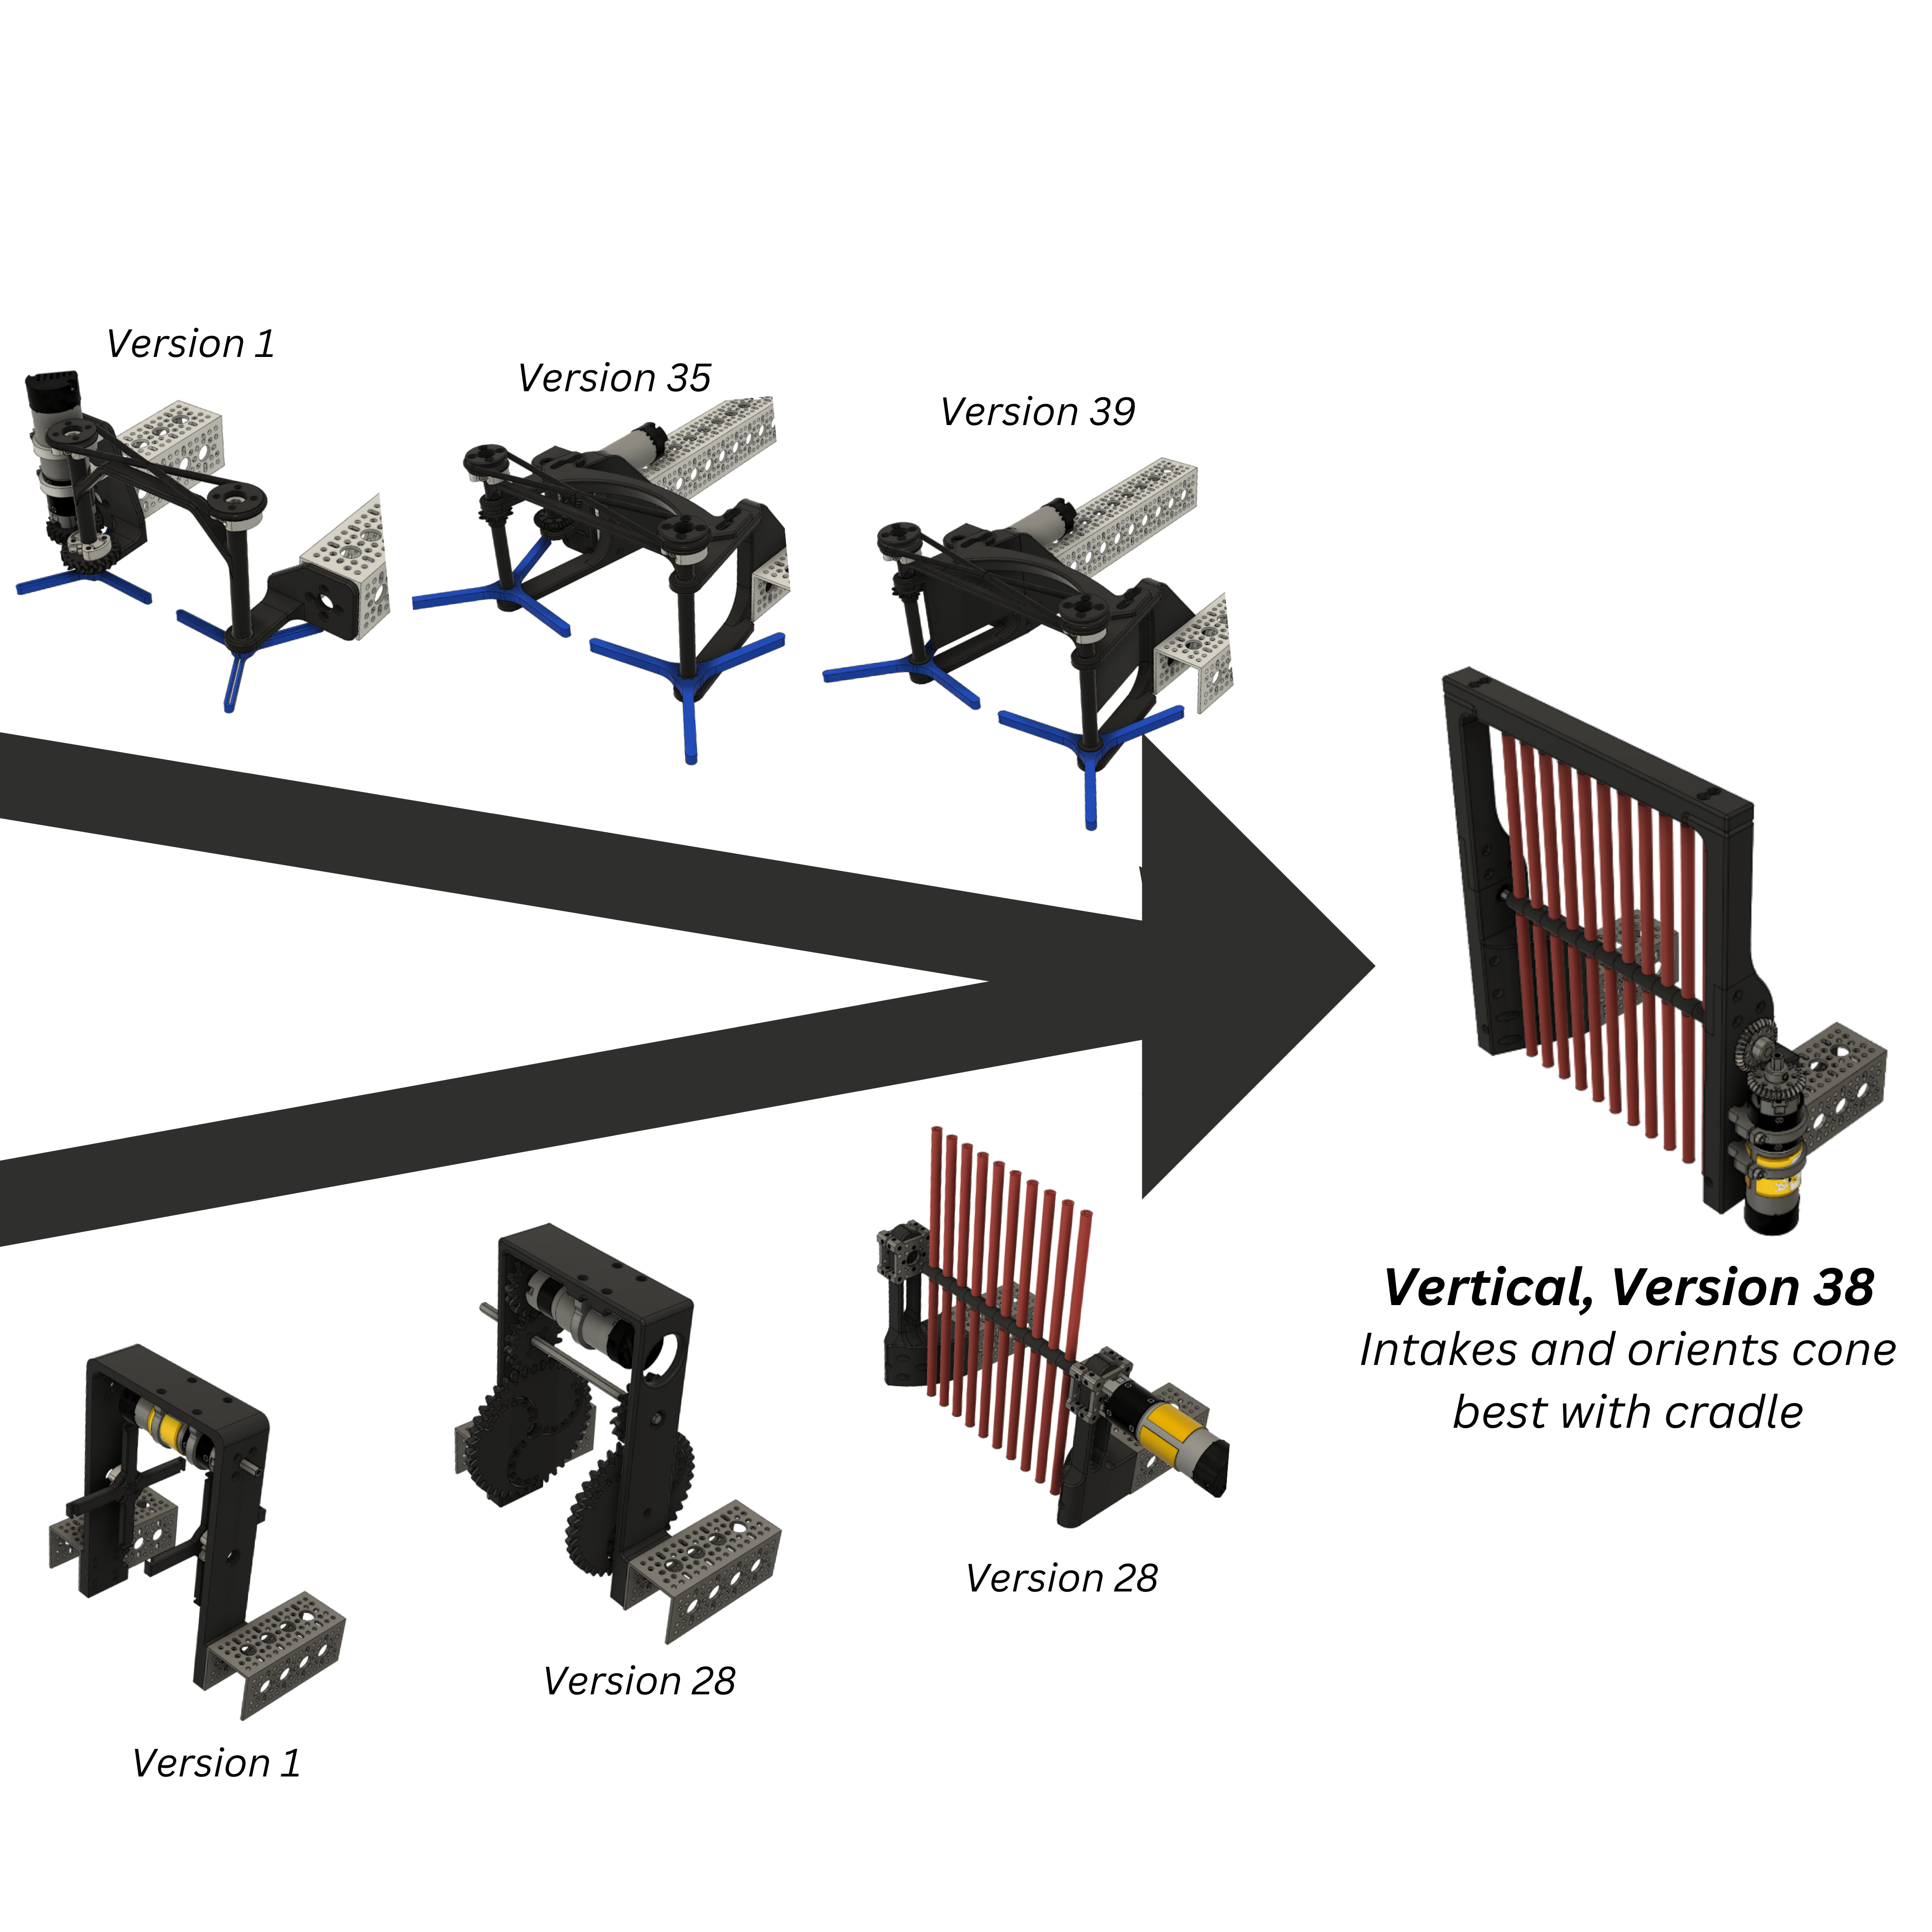 Version 1
Version 35
Version 39
Vertical, Version 38
Intakes and orients cone
best with cradle
Version 28
Version 28
Version 1